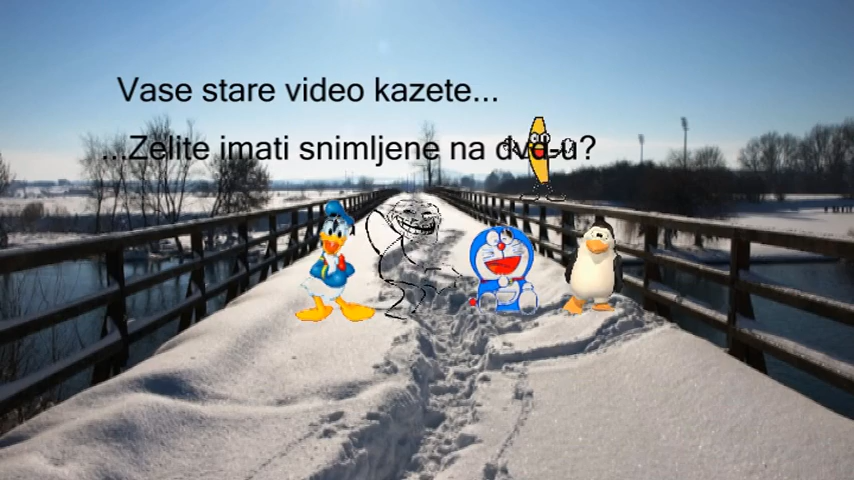 Vase stare video kazete...
...Zelite imati snimljene na dvd-u?